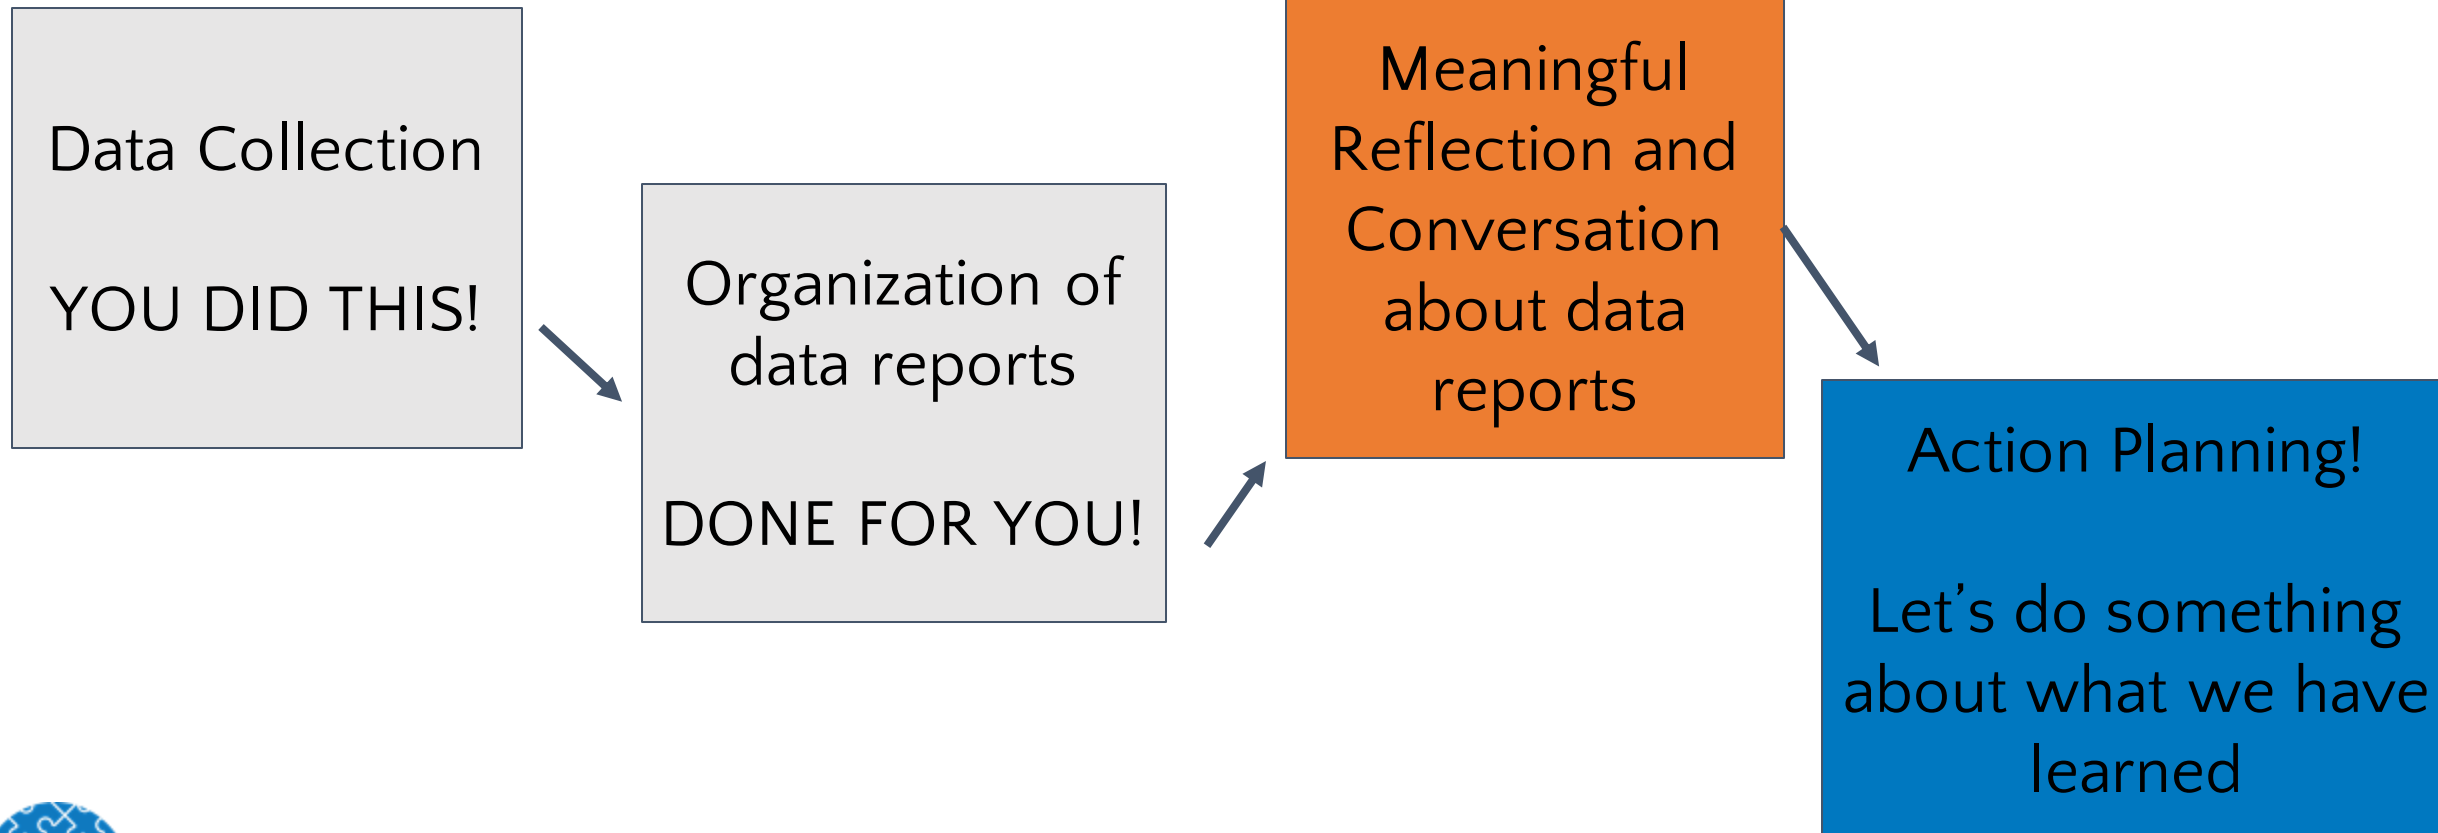 Data Collection
YOU DID THIS!
Organization of
data reports
DONE FOR YOU!
Meaningful
Reflection and
Conversation
about data
reports
Action Planning!
Let’s do something
about what we have
learned